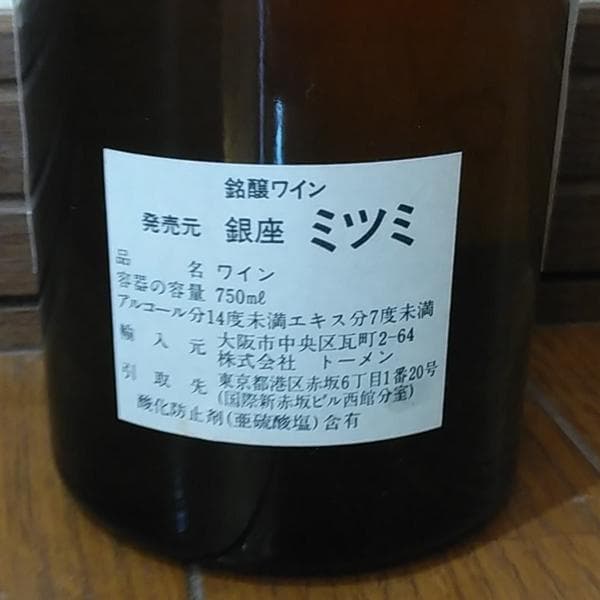 銘醸ワイン
発売元 銀座 ミツミ
品名 ワイン
容器の容量 750mℓ
アルコール分14度未満エキス分7度未満
輸入元 大阪市中央区瓦町2-64
株式会社 トーメン
引取先 東京都港区赤坂6丁目1番20号
(国際新赤坂ビル西館分室)
酸化防止剤(亜硫酸塩)含有